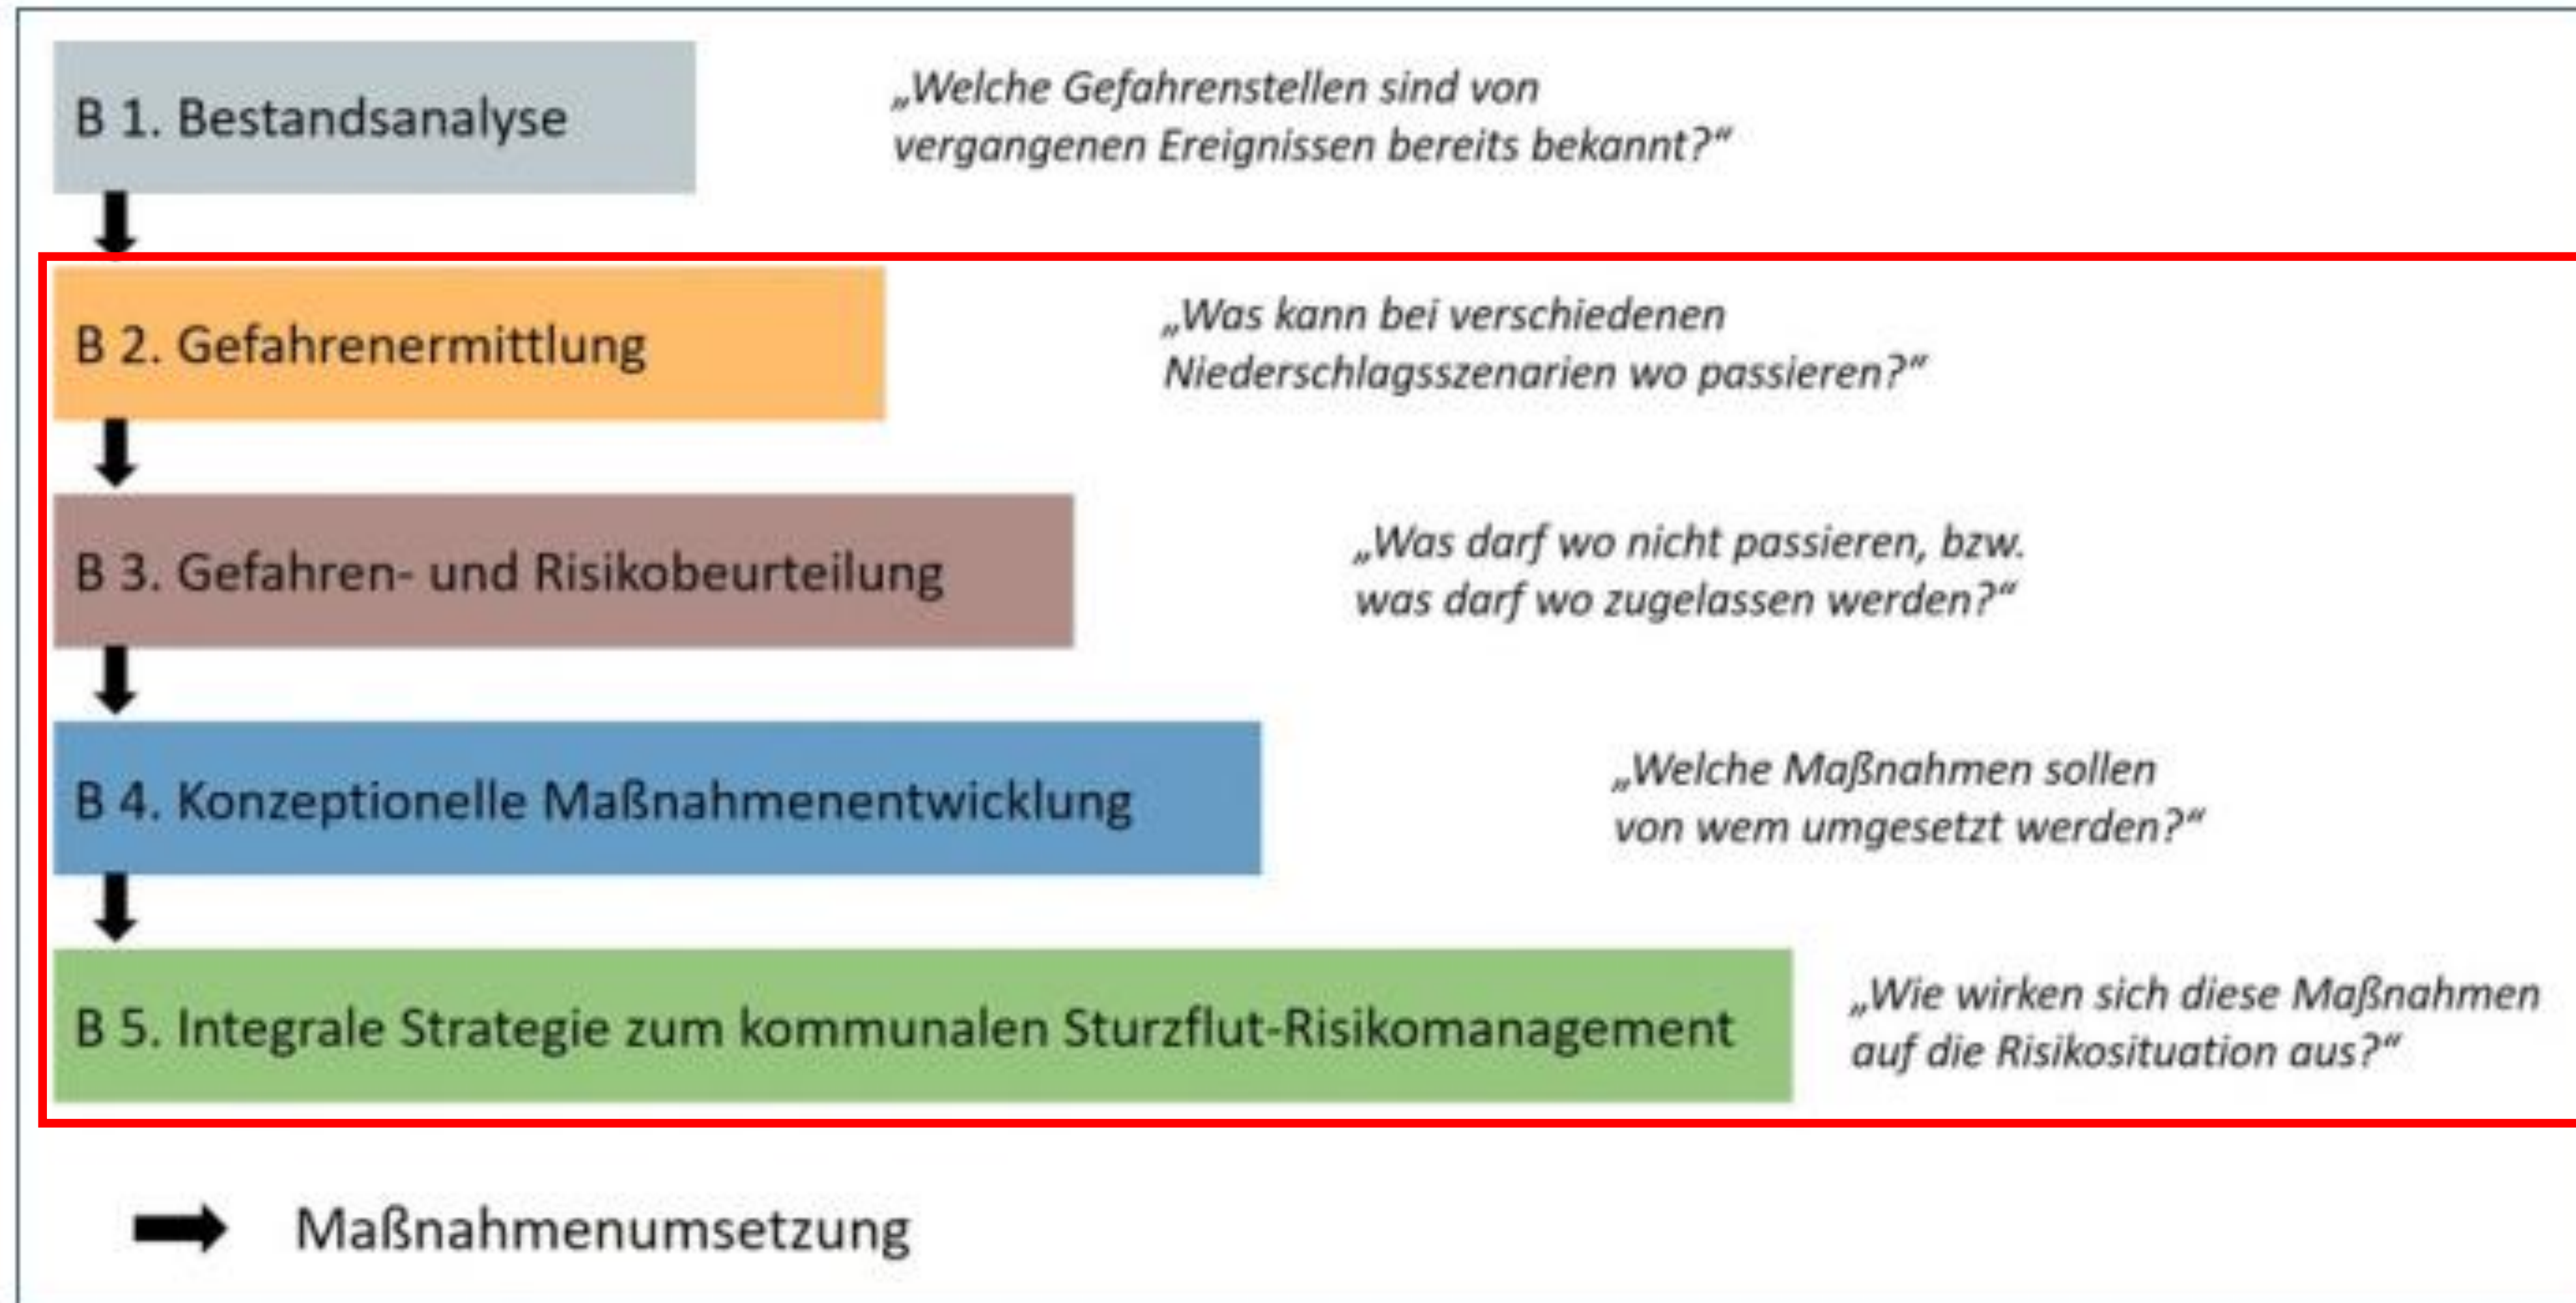 B 1. Bestandsanalyse
„Welche Gefahrenstellen sind von
vergangenen Ereignissen bereits bekannt?“
B 2. Gefahrenermittlung
„Was kann bei verschiedenen
Niederschlagsszenarien wo passieren?“
B 3. Gefahren- und Risikobeurteilung
„Was darf wo nicht passieren, bzw.
was darf wo zugelassen werden?“
B 4. Konzeptionelle Maßnahmenentwicklung
„Welche Maßnahmen sollen
von wem umgesetzt werden?“
B 5. Integrale Strategie zum kommunalen Sturzflut-Risikomanagement
„Wie wirken sich diese Maßnahmen
auf die Risikosituation aus?“
Maßnahmenumsetzung